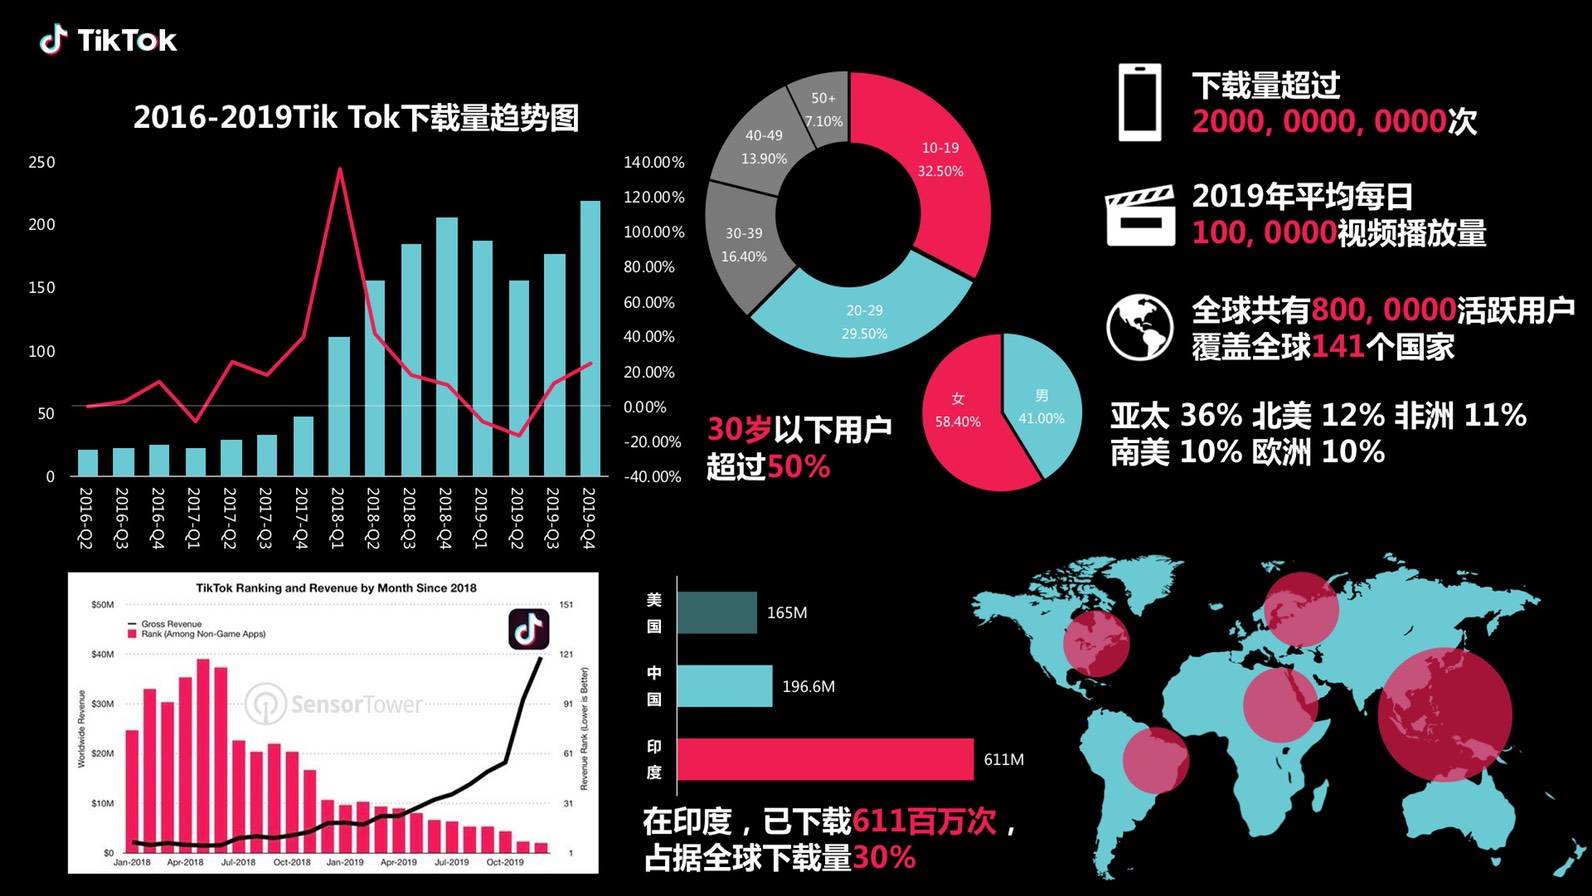 TikTok
2016-2019Tik Tok下载量趋势图
250
200
150
100
50
0
140.00%
120.00%
100.00%
80.00%
60.00%
40.00%
20.00%
0.00%
-20.00%
-40.00%
2016-Q2
2016-Q3
2016-Q4
2017-Q1
2017-Q2
2017-Q3
2017-Q4
2018-Q1
2018-Q2
2018-Q3
2018-Q4
2019-Q1
2019-Q2
2019-Q3
2019-Q4
50+
7.10%
40-49
13.90%
10-19
32.50%
30-39
16.40%
20-29
29.50%
30岁以下用户
超过50%
女
58.40%
男
41.00%
下载量超过
2000, 0000, 0000次
2019年平均每日
100, 0000视频播放量
全球共有800, 0000活跃用户
覆盖全球141个国家
亚太 36% 北美 12% 非洲 11%
南美 10% 欧洲 10%
TikTok Ranking and Revenue by Month Since 2018
$50M
$40M
$30M
$20M
$10M
$0
Worldwide Revenue
Gross Revenue
Rank (Among Non-Game Apps)
SensorTower
151
121
91
61
31
1
Revenue Rank (Lower is Better)
Jan-2018
Apr-2018
Jul-2018
Oct-2018
Jan-2019
Apr-2019
Jul-2019
Oct-2019
美国
165M
中国
196.6M
印度
611M
在印度，已下载611百万次，
占据全球下载量30%